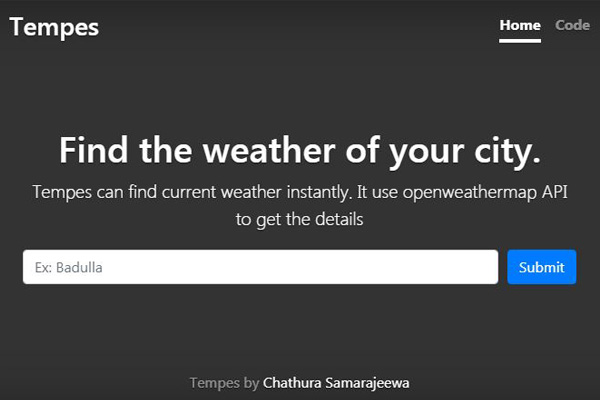 Tempes
Home Code
Find the weather of your city.
Tempes can find current weather instantly. It use openweathermap API
to get the details
Ex: Badulla
Submit
Tempes by Chathura Samarajeewa